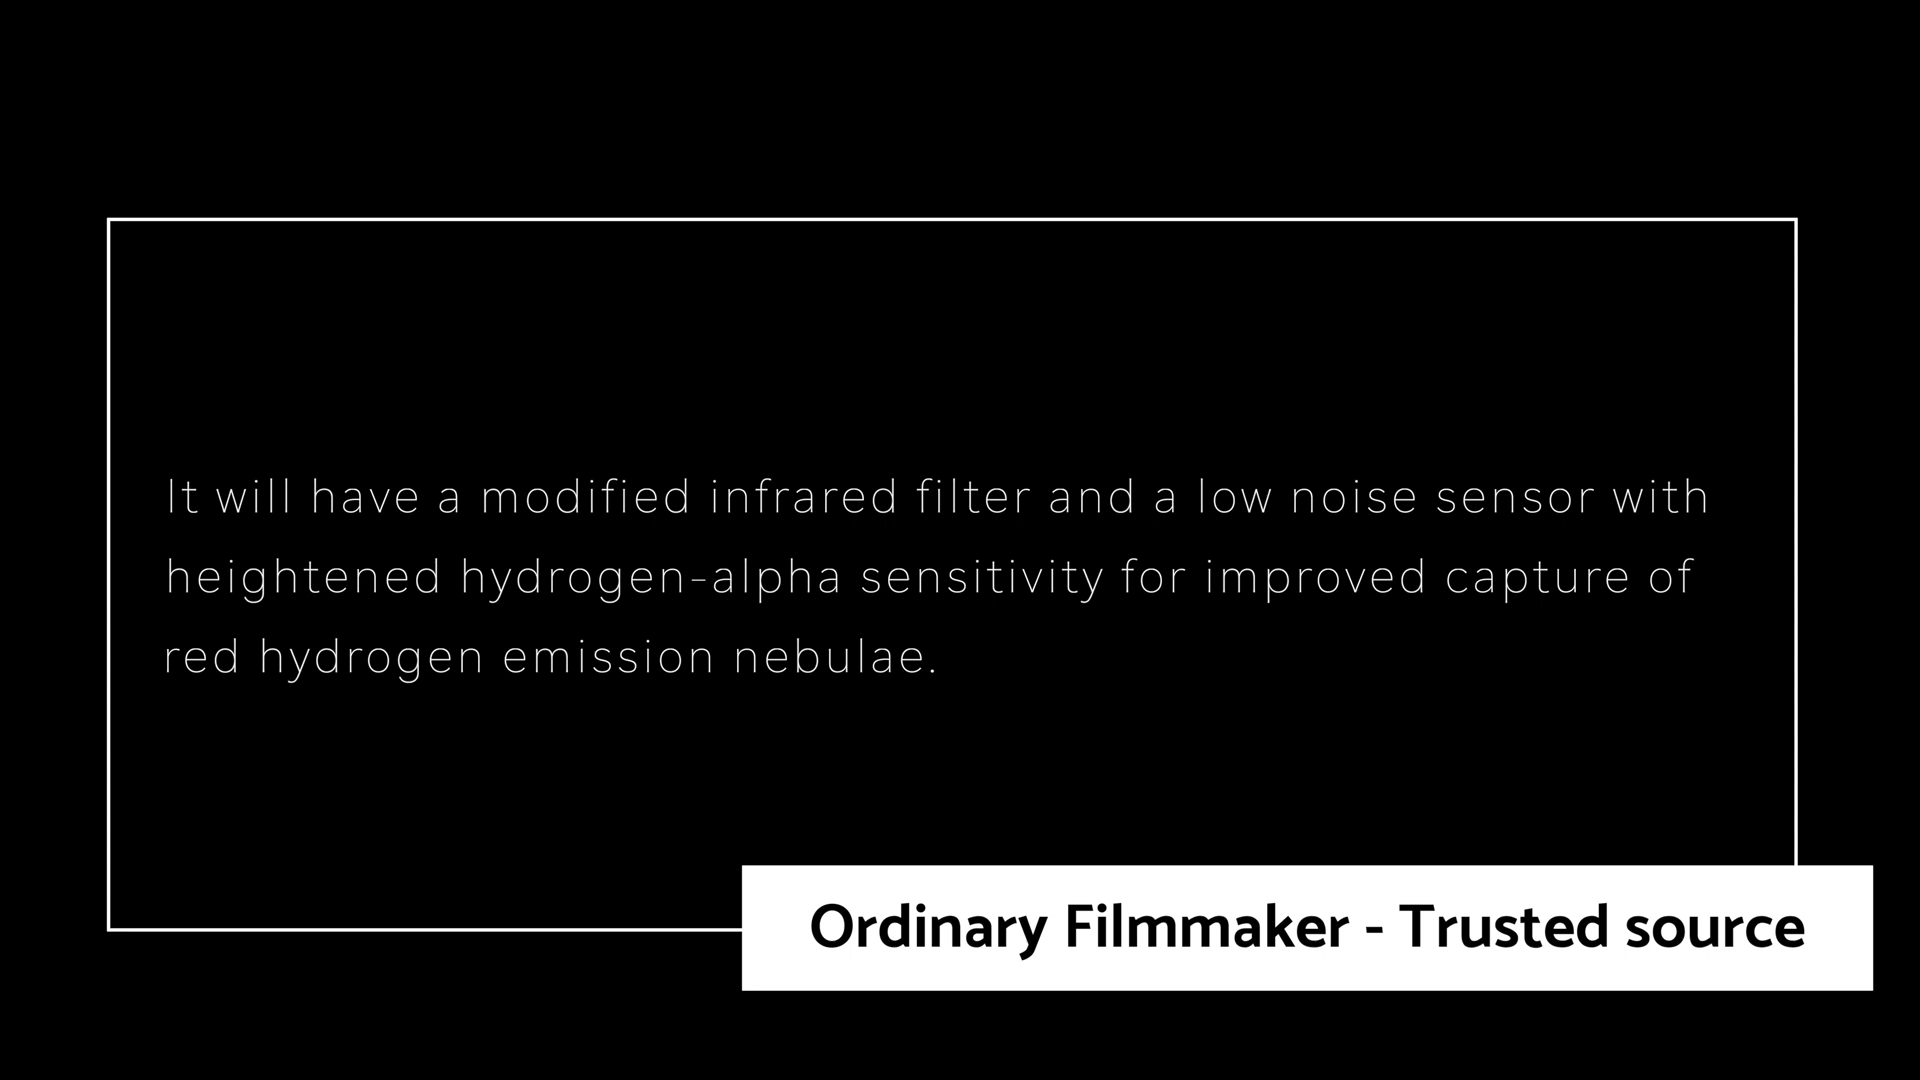 It will have a modified infrared filter and a low noise sensor with
heightened hydrogen-alpha sensitivity for improved capture of
red hydrogen emission nebulae.
Ordinary Filmmaker - Trusted source